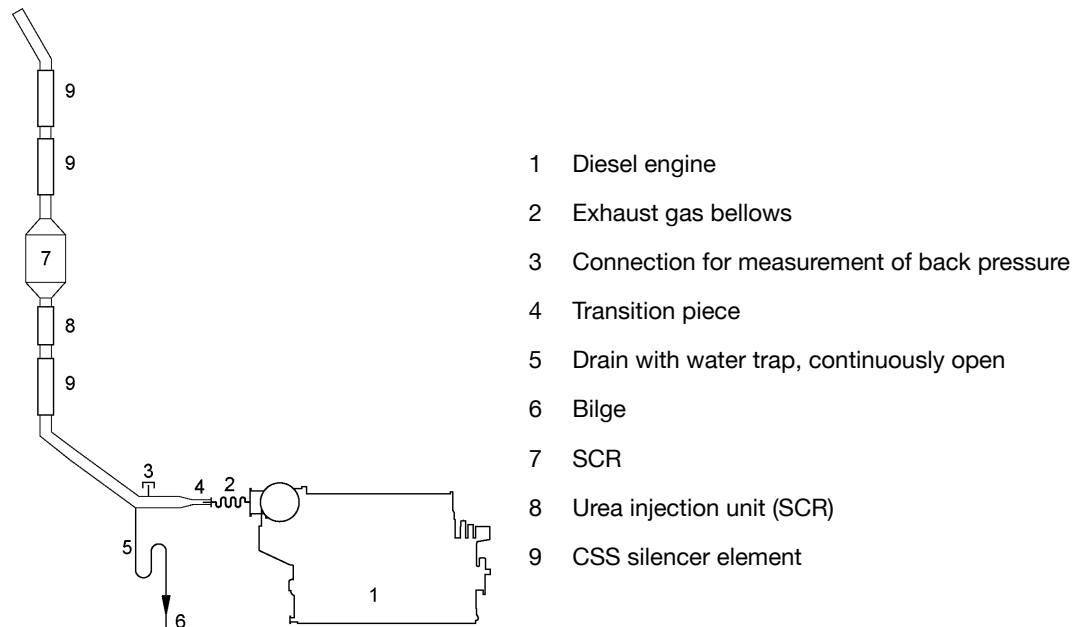 9
9
7
8
9
3
4
2
5
1
6
1 Diesel engine
2 Exhaust gas bellows
3 Connection for measurement of back pressure
4 Transition piece
5 Drain with water trap, continuously open
6 Bilge
7 SCR
8 Urea injection unit (SCR)
9 CSS silencer element